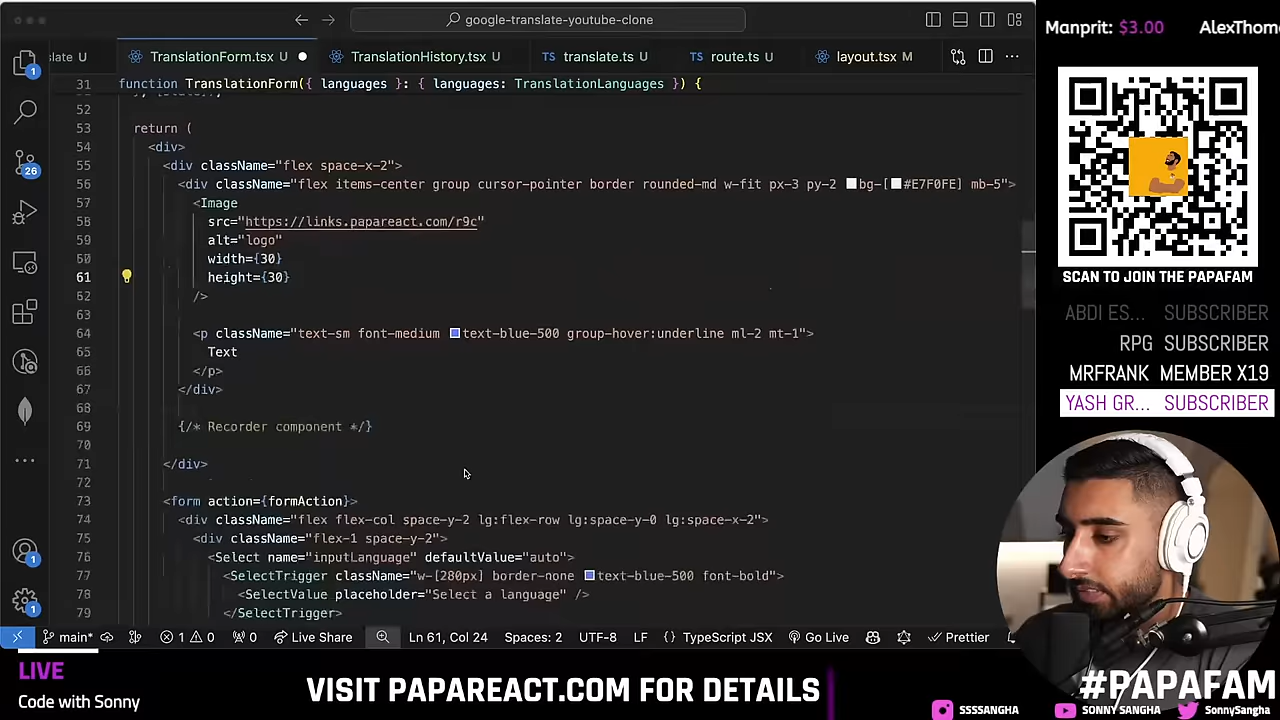 google-translate-youtube-clone
slate U
TranslationForm.tsx U
TranslationHistory.tsx U
TS translate.ts U
TS route.ts U
layout.tsx M
31 function TranslationForm({ languages }: { languages: TranslationLanguages }) {
52
53 return (
54 <div>
55 <div className="flex space-x-2">
56 <div className="flex items-center group cursor-pointer border rounded-md w-fit px-3 py-2 bg-[#E7F0FE] mb-5">
57 <Image
58 src="https://links.papareact.com/r9c"
59 alt="logo"
60 width={30}
61 height={30}
62 />
63
64 <p className="text-sm font-medium text-blue-500 group-hover:underline ml-2 mt-1">
65 Text
66 </p>
67 </div>
68
69 {/* Recorder component */}
70
71 </div>
72
73 <form action={formAction}>
74 <div className="flex flex-col space-y-2 lg:flex-row lg:space-y-0 lg:space-x-2">
75 <div className="flex-1 space-y-2">
76 <Select name="inputLanguage" defaultValue="auto">
77 <SelectTrigger className="w-[280px] border-none text-blue-500 font-bold">
78 <SelectValue placeholder="Select a language" />
79 </SelectTrigger>
1
26
1
1
main* 1 0 0 Live Share Ln 61, Col 24 Spaces: 2 UTF-8 LF {} TypeScript JSX Go Live Prettier
Manprit: $3.00 AlexThom
SCAN TO JOIN THE PAPAFAM
ABDI ES... SUBSCRIBER
RPG SUBSCRIBER
MRFRANK MEMBER X19
YASH GR... SUBSCRIBER
LIVE
Code with Sonny
VISIT PAPAREACT.COM FOR DETAILS
#PAPAFAM
SSSSANGHA SONNY SANGHA SonnySangha